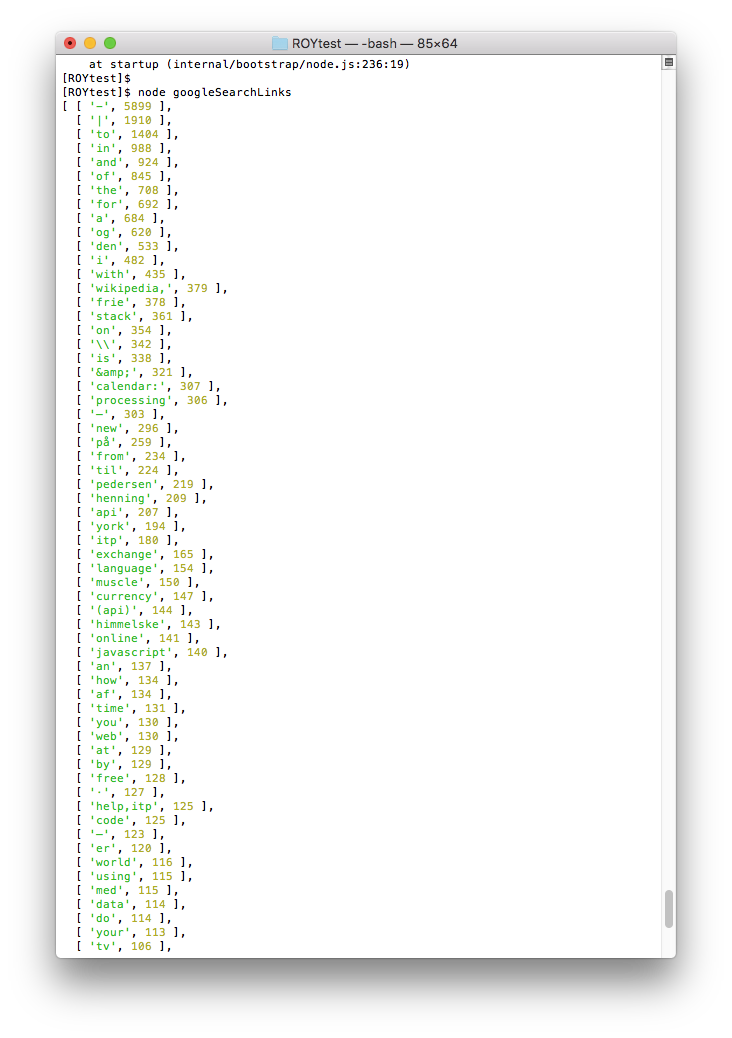 ROYtest — -bash — 85×64
at startup (internal/bootstrap/node.js:236:19)
[ROYtest]$
[ROYtest]$ node googleSearchLinks
[ [ '-', 5899 ],
[ '|', 1910 ],
[ 'to', 1404 ],
[ 'in', 988 ],
[ 'and', 924 ],
[ 'of', 845 ],
[ 'the', 708 ],
[ 'for', 692 ],
[ 'a', 684 ],
[ 'og', 620 ],
[ 'den', 533 ],
[ 'i', 482 ],
[ 'with', 435 ],
[ 'wikipedia,', 379 ],
[ 'frie', 378 ],
[ 'stack', 361 ],
[ 'on', 354 ],
[ '\\', 342 ],
[ 'is', 338 ],
[ '&amp;', 321 ],
[ 'calendar:', 307 ],
[ 'processing', 306 ],
[ '–', 303 ],
[ 'new', 296 ],
[ 'på', 259 ],
[ 'from', 234 ],
[ 'til', 224 ],
[ 'pedersen', 219 ],
[ 'henning', 209 ],
[ 'api', 207 ],
[ 'york', 194 ],
[ 'itp', 180 ],
[ 'exchange', 165 ],
[ 'language', 154 ],
[ 'muscle', 150 ],
[ 'currency', 147 ],
[ '(api)', 144 ],
[ 'himmelske', 143 ],
[ 'online', 141 ],
[ 'javascript', 140 ],
[ 'an', 137 ],
[ 'how', 134 ],
[ 'af', 134 ],
[ 'time', 131 ],
[ 'you', 130 ],
[ 'web', 130 ],
[ 'at', 129 ],
[ 'by', 129 ],
[ 'free', 128 ],
[ '·', 127 ],
[ 'help,itp', 125 ],
[ 'code', 125 ],
[ '—', 123 ],
[ 'er', 120 ],
[ 'world', 116 ],
[ 'using', 115 ],
[ 'med', 115 ],
[ 'data', 114 ],
[ 'do', 114 ],
[ 'your', 113 ],
[ 'tv', 106 ],